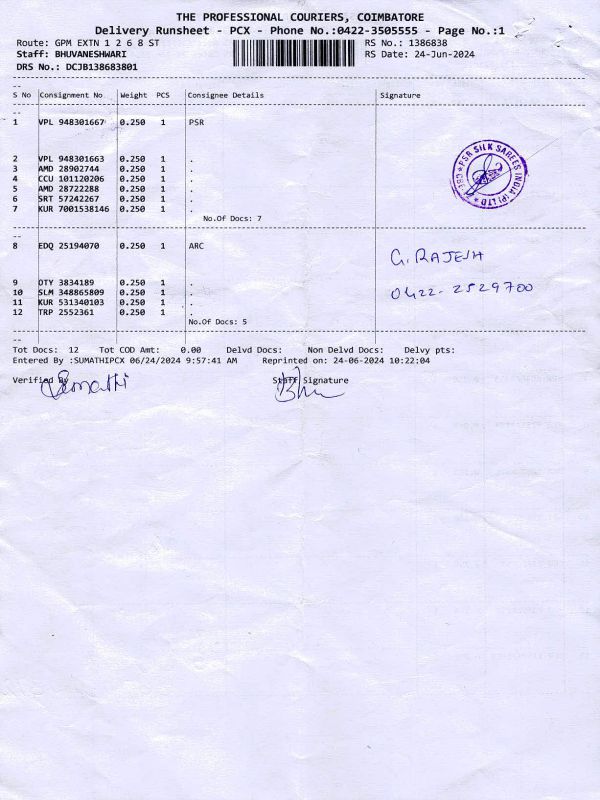 THE PROFESSIONAL COURIERS, COIMBATORE
Delivery Runsheet - PCX - Phone No.:0422-3505555 - Page No.:1
Route: GPM EXTN 1 2 6 8 ST
RS No.: 1386838
Staff: BHUVANESHWARI
RS Date: 24-Jun-2024
DRS No.: DCJB138683801
S No Consignment No Weight PCS Consignee Details Signature
1 VPL 948301667 0.250 1 PSR
2 VPL 948301663 0.250 1 .
3 AMD 28902744 0.250 1 .
4 CCU 101120206 0.250 1 .
5 AMD 28722288 0.250 1 .
6 SRT 57242267 0.250 1 .
7 KUR 7001538146 0.250 1 .
PSR SILK SAREES INDIA (P) LTD * CBE *
No.Of Docs: 7
8 EDQ 25194070 0.250 1 ARC
G. RAJESH
0422-2529700
9 OTY 3834189 0.250 1 .
10 SLM 348865809 0.250 1 .
11 KUR 531340103 0.250 1 .
12 TRP 2552361 0.250 1 .
No.Of Docs: 5
Tot Docs: 12 Tot COD Amt: 0.00 Delvd Docs: Non Delvd Docs: Delvy pts:
Entered By :SUMATHIPCX 06/24/2024 9:57:41 AM Reprinted on: 24-06-2024 10:22:04
Verified By Staff Signature
Sumathi